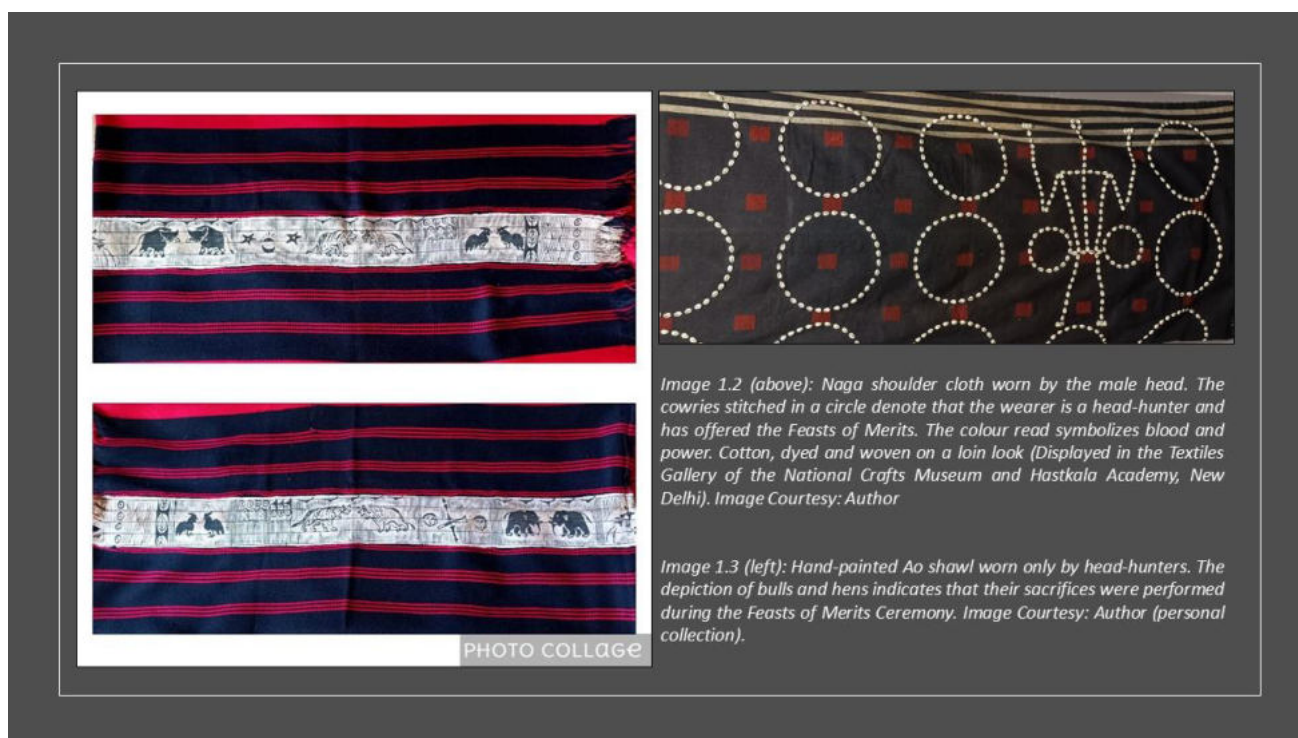 Image 1.2 (above): Naga shoulder cloth worn by the male head. The
cowries stitched in a circle denote that the wearer is a head-hunter and
has offered the Feasts of Merits. The colour read symbolizes blood and
power. Cotton, dyed and woven on a loin look (Displayed in the Textiles
Gallery of the National Crafts Museum and Hastkala Academy, New
Delhi). Image Courtesy: Author
Image 1.3 (left): Hand-painted Ao shawl worn only by head-hunters. The
depiction of bulls and hens indicates that their sacrifices were performed
during the Feasts of Merits Ceremony. Image Courtesy: Author (personal
collection).
PHOTO COLLAGE